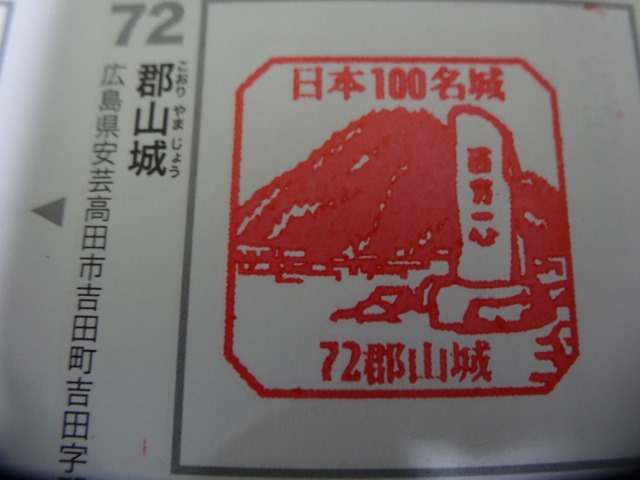 72
郡山城
こおりやまじょう
広島県安芸高田市吉田町吉田字
日本100名城
百万一心
72郡山城